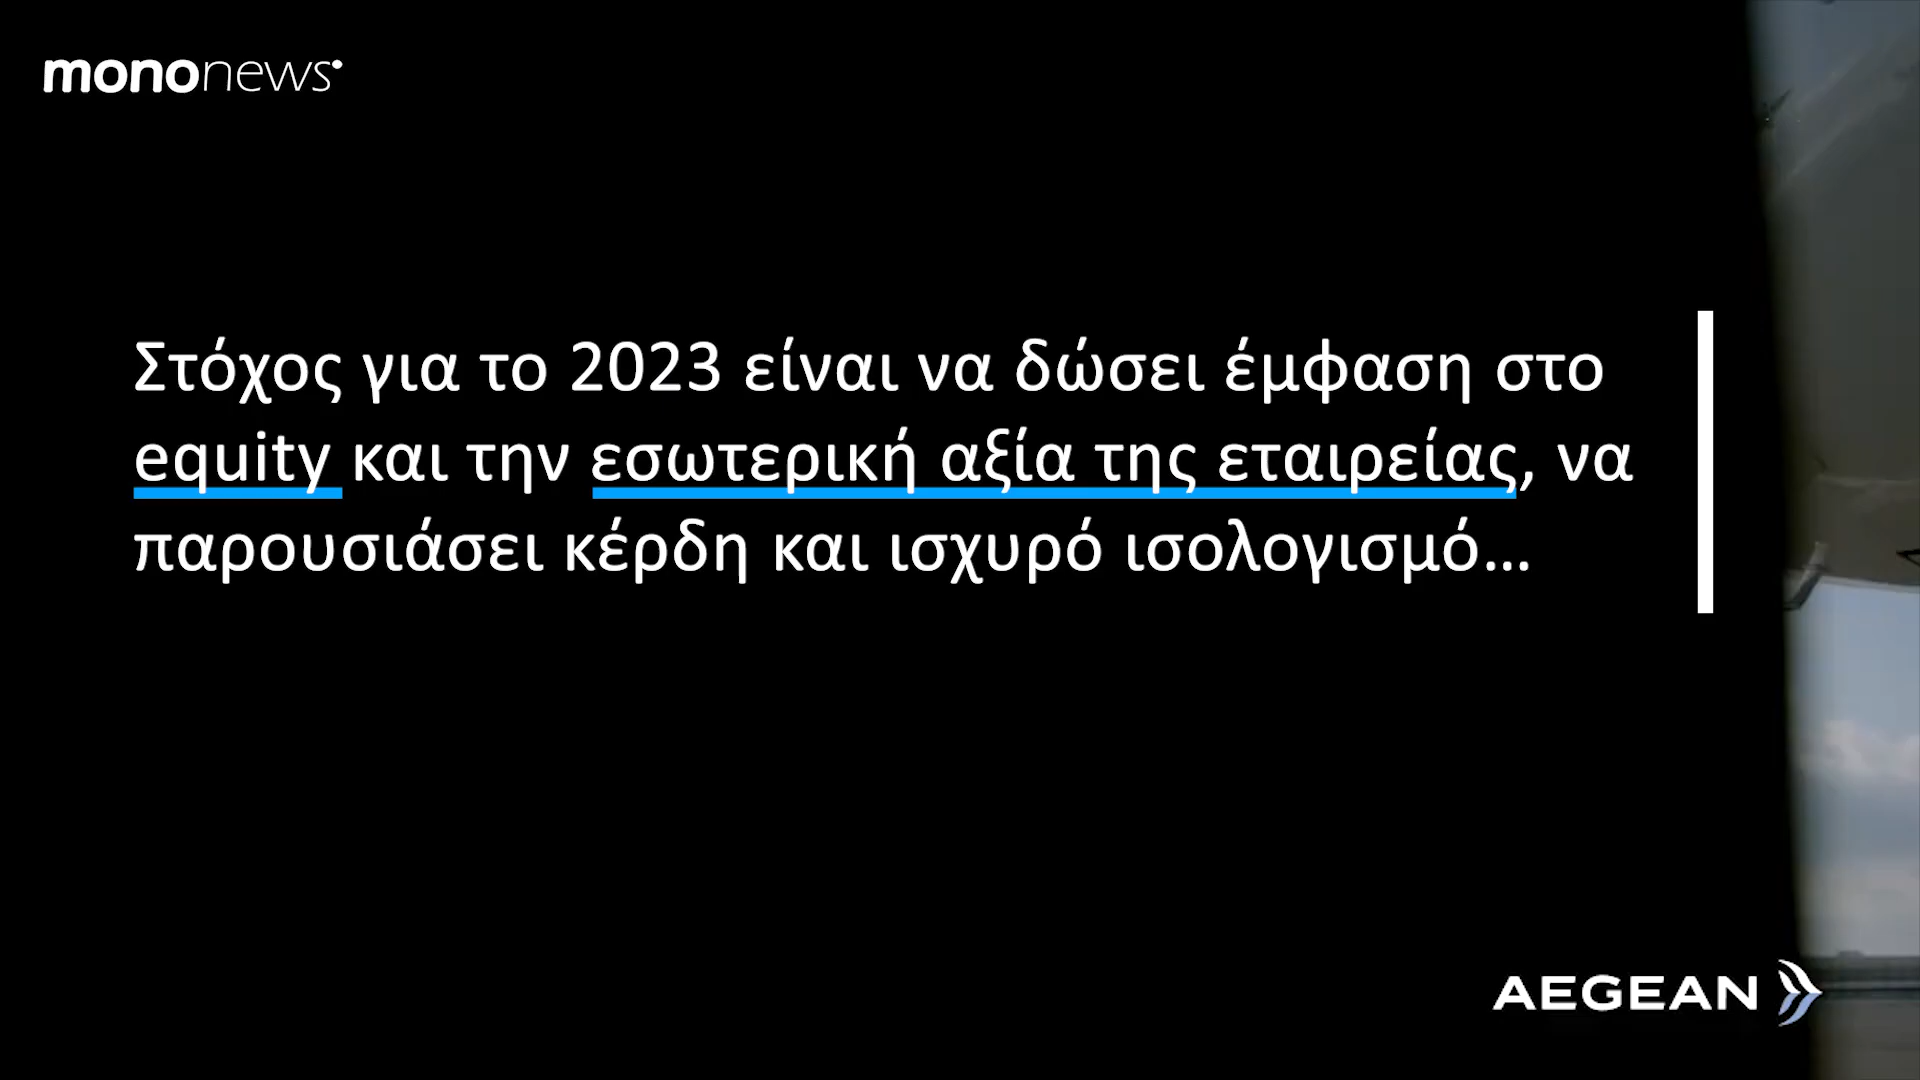 mononews
Στόχος για το 2023 είναι να δώσει έμφαση στο
equity και την εσωτερική αξία της εταιρείας, να
παρουσιάσει κέρδη και ισχυρό ισολογισμό...
AEGEAN